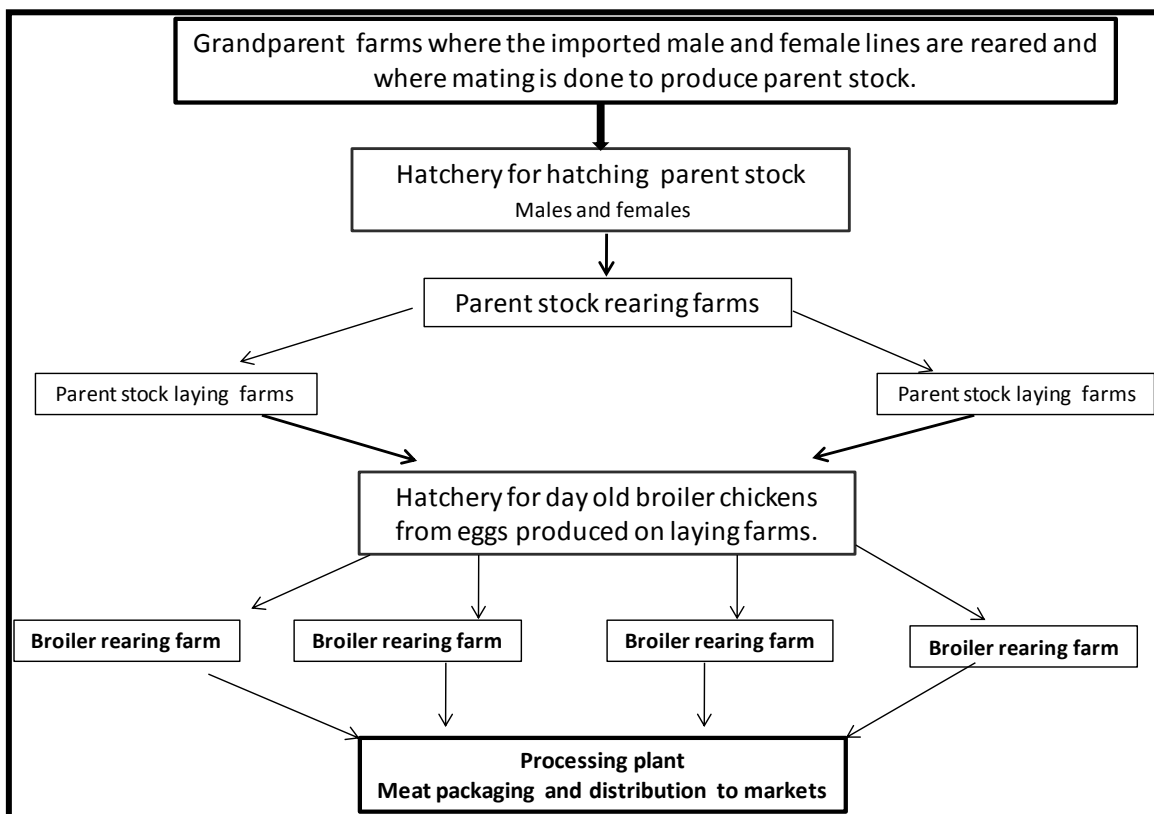 Grandparent farms where the imported male and female lines are reared and
where mating is done to produce parent stock.
Hatchery for hatching parent stock
Males and females
Parent stock rearing farms
Parent stock laying farms
Parent stock laying farms
Hatchery for day old broiler chickens
from eggs produced on laying farms.
Broiler rearing farm
Broiler rearing farm
Broiler rearing farm
Broiler rearing farm
Processing plant
Meat packaging and distribution to markets